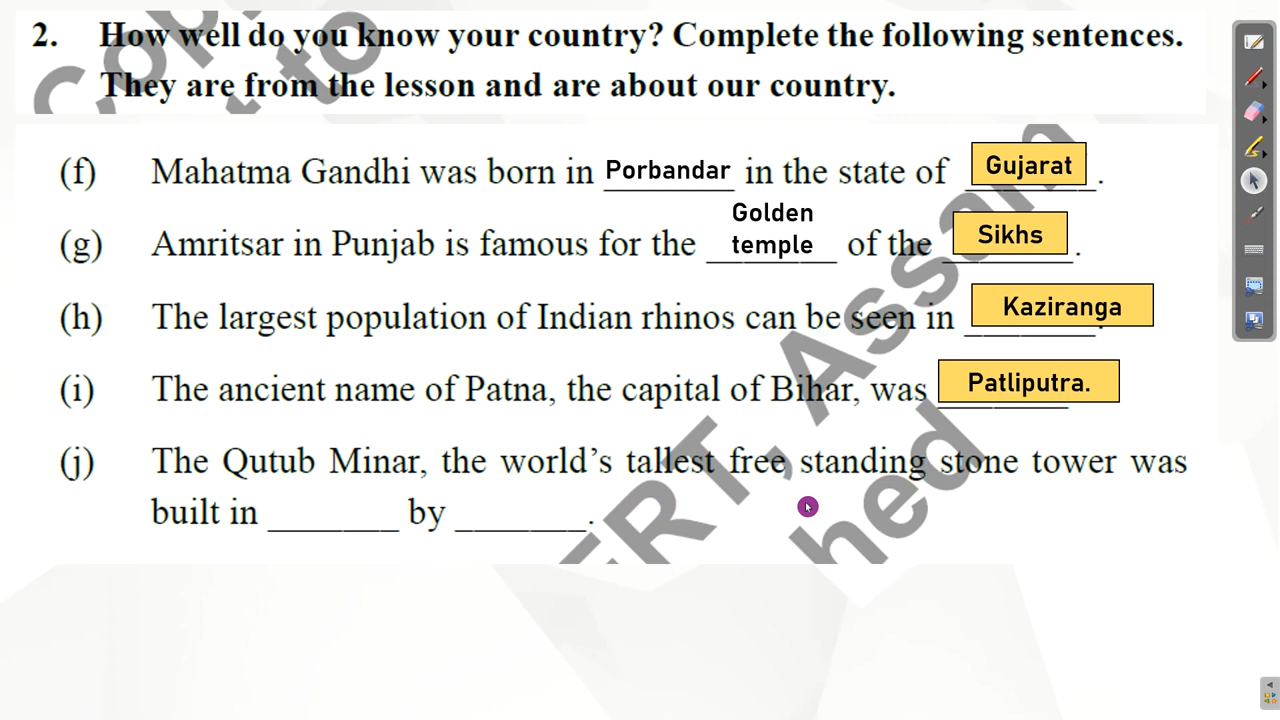 2. How well do you know your country? Complete the following sentences.
They are from the lesson and are about our country.
(f) Mahatma Gandhi was born in Porbandar in the state of Gujarat.
(g) Amritsar in Punjab is famous for the Golden temple of the Sikhs.
(h) The largest population of Indian rhinos can be seen in Kaziranga.
(i) The ancient name of Patna, the capital of Bihar, was Patliputra.
(j) The Qutub Minar, the world's tallest free standing stone tower was
built in _______ by _______.